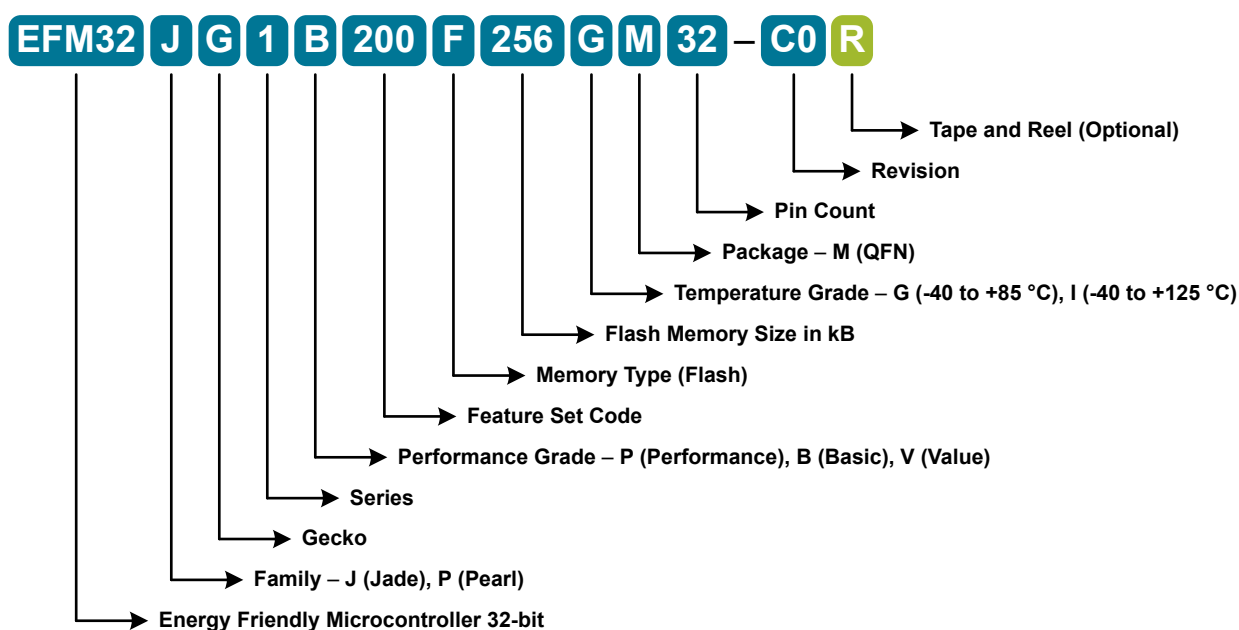 EFM32 J G 1 B 200 F 256 G M 32 – C0 R
Tape and Reel (Optional)
Revision
Pin Count
Package – M (QFN)
Temperature Grade – G (-40 to +85 °C), I (-40 to +125 °C)
Flash Memory Size in kB
Memory Type (Flash)
Feature Set Code
Performance Grade – P (Performance), B (Basic), V (Value)
Series
Gecko
Family – J (Jade), P (Pearl)
Energy Friendly Microcontroller 32-bit